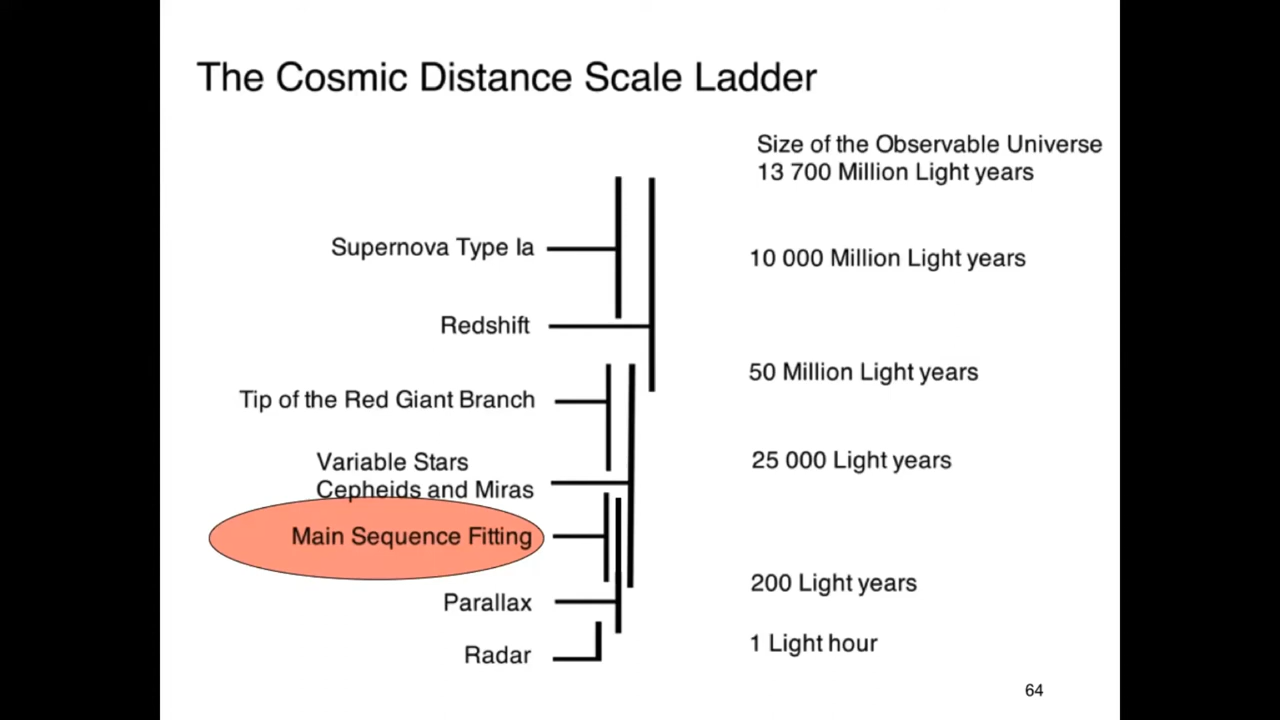 The Cosmic Distance Scale Ladder
Size of the Observable Universe
13 700 Million Light years
Supernova Type Ia
10 000 Million Light years
Redshift
50 Million Light years
Tip of the Red Giant Branch
Variable Stars
Cepheids and Miras
25 000 Light years
Main Sequence Fitting
200 Light years
Parallax
1 Light hour
Radar
64